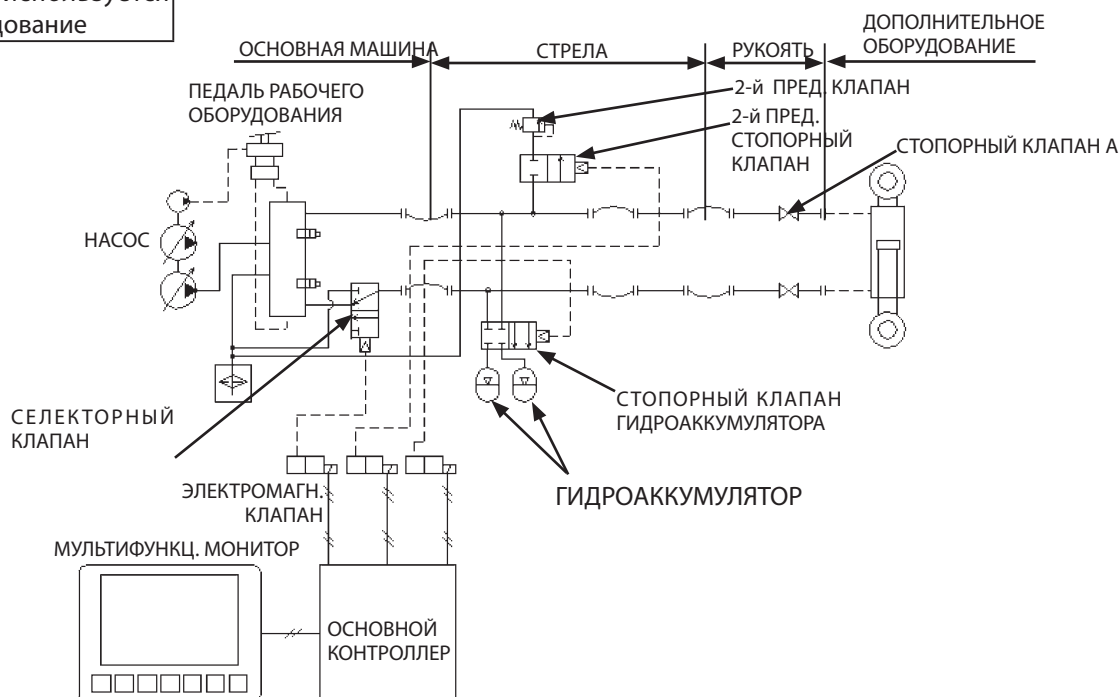 дование
ОСНОВНАЯ МАШИНА
СТРЕЛА
РУКОЯТЬ
ДОПОЛНИТЕЛЬНОЕ
ОБОРУДОВАНИЕ
ПЕДАЛЬ РАБОЧЕГО
ОБОРУДОВАНИЯ
2-й ПРЕД. КЛАПАН
2-й ПРЕД.
СТОПОРНЫЙ
КЛАПАН
СТОПОРНЫЙ КЛАПАН А
НАСОС
СЕЛЕКТОРНЫЙ
КЛАПАН
СТОПОРНЫЙ КЛАПАН
ГИДРОАККУМУЛЯТОРА
ЭЛЕКТРОМАГН.
КЛАПАН
ГИДРОАККУМУЛЯТОР
МУЛЬТИФУНКЦ. МОНИТОР
ОСНОВНОЙ
КОНТРОЛЛЕР